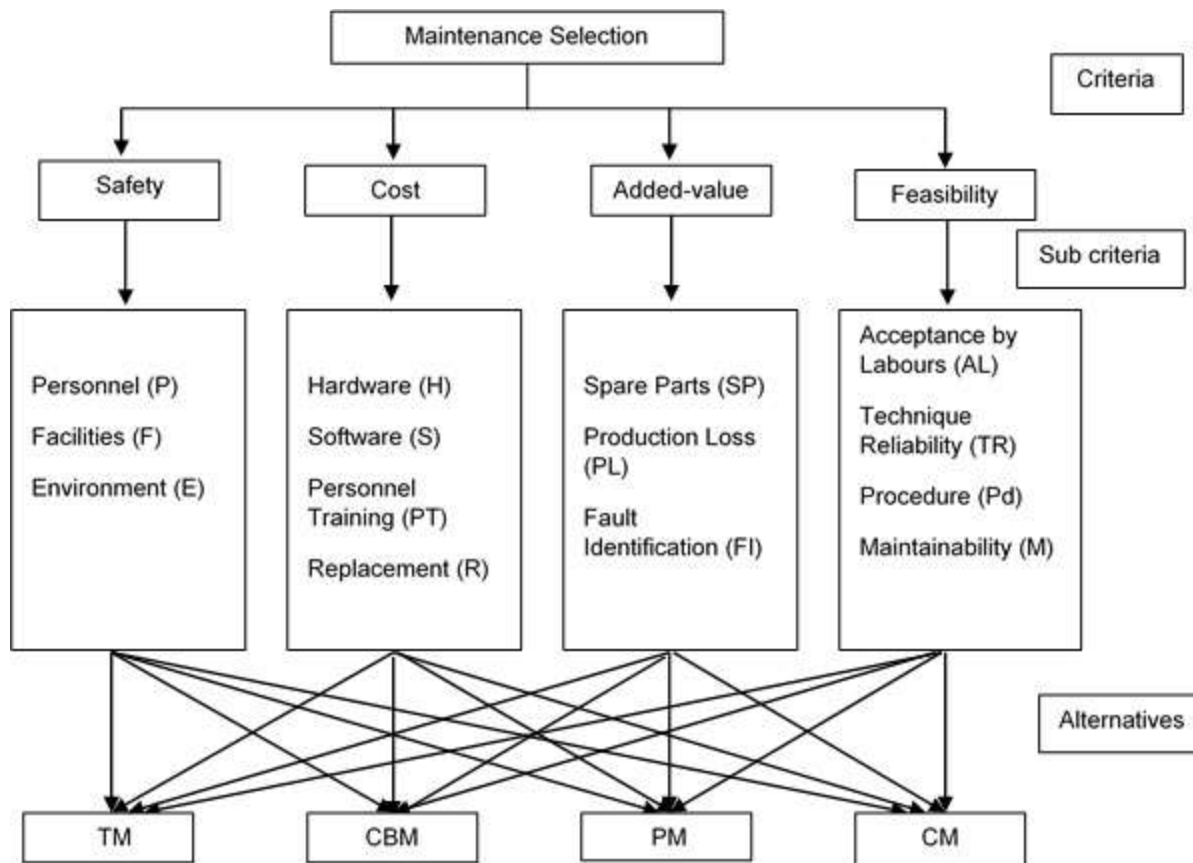 Maintenance Selection
Criteria
Safety
Cost
Added-value
Feasibility
Sub criteria
Personnel (P)
Facilities (F)
Environment (E)
Hardware (H)
Software (S)
Personnel
Training (PT)
Replacement (R)
Spare Parts (SP)
Production Loss
(PL)
Fault
Identification (FI)
Acceptance by
Labours (AL)
Technique
Reliability (TR)
Procedure (Pd)
Maintainability (M)
Alternatives
TM
CBM
PM
CM